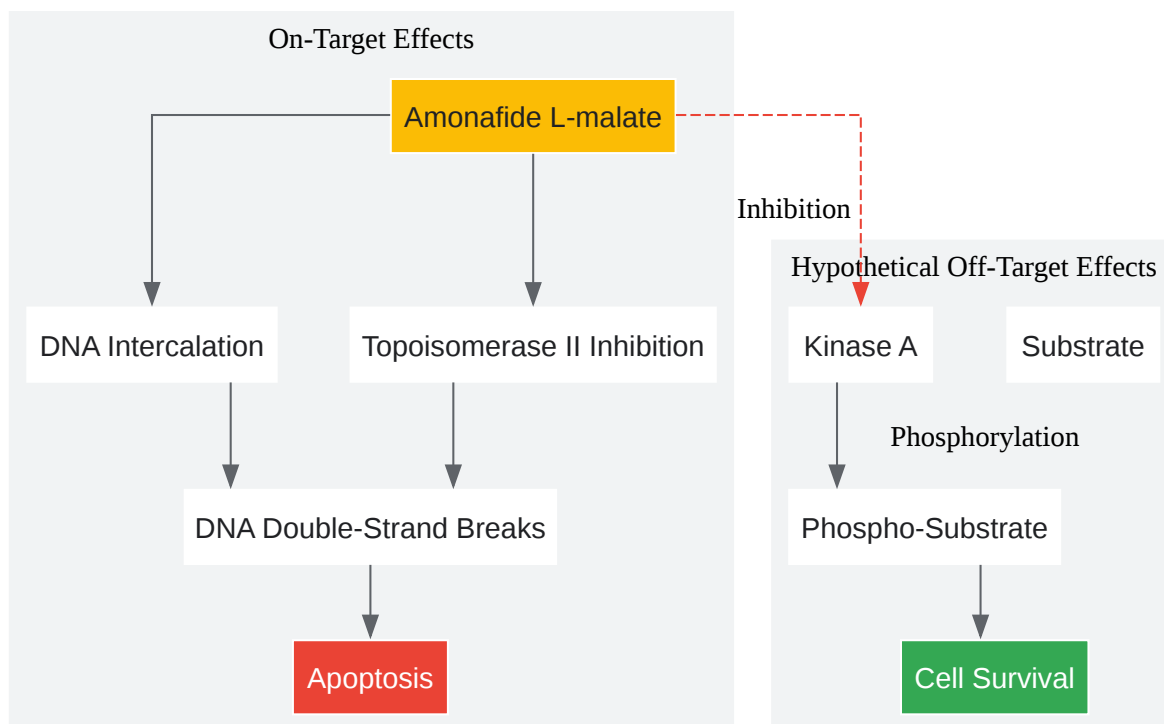 On-Target Effects
Amonafide L-malate
Inhibition
Hypothetical Off-Target Effects
DNA Intercalation
Topoisomerase II Inhibition
Kinase A
Substrate
Phosphorylation
DNA Double-Strand Breaks
Phospho-Substrate
Apoptosis
Cell Survival